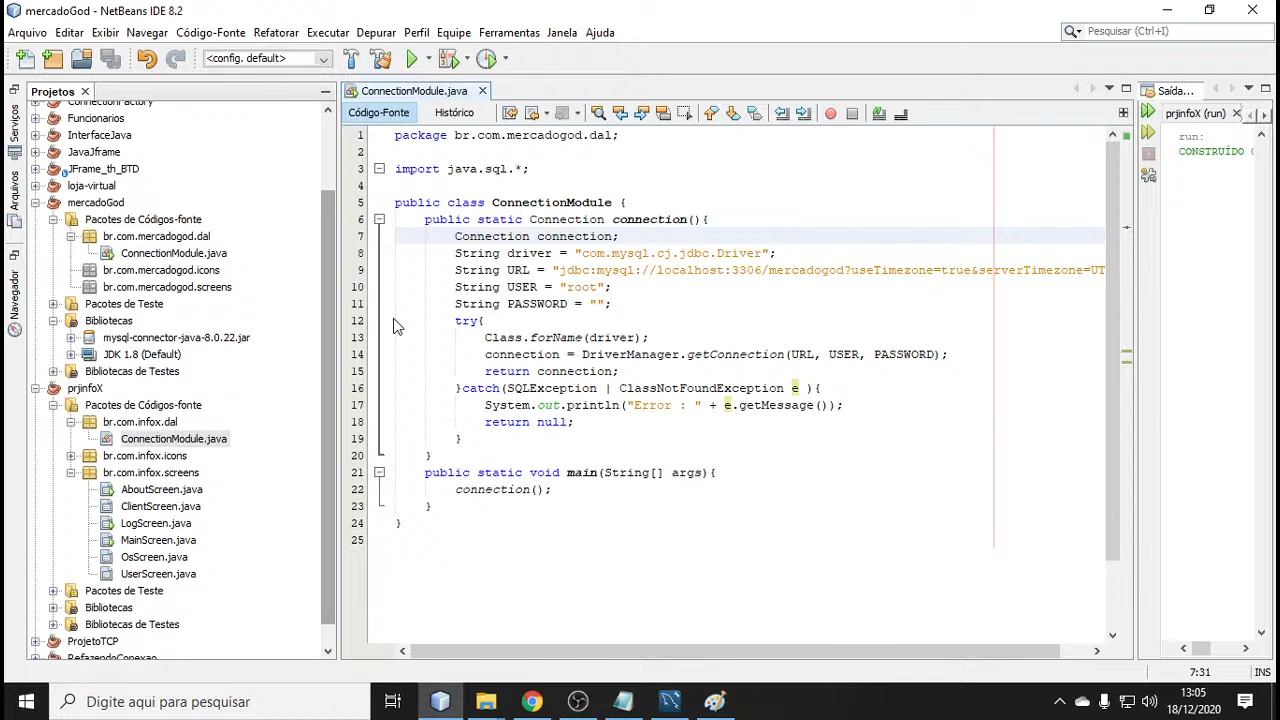 mercadoGod - NetBeans IDE 8.2
Arquivo Editar Exibir Navegar Código-Fonte Refatorar Executar Depurar Perfil Equipe Ferramentas Janela Ajuda
Pesquisar (Ctrl+I)
<config. default>
Projetos
ConnectionModule.java
Saída...
Serviços
Arquivos
Navegador
Código-Fonte Histórico
prjinfoX (run)
run:
CONSTRUÍDO
ConnectionFactory
Funcionarios
InterfaceJava
JavaJframe
JFrame_th_BTD
loja-virtual
mercadoGod
Pacotes de Códigos-fonte
br.com.mercadogod.dal
ConnectionModule.java
br.com.mercadogod.icons
br.com.mercadogod.screens
Pacotes de Teste
Bibliotecas
mysql-connector-java-8.0.22.jar
JDK 1.8 (Default)
Bibliotecas de Testes
prjinfoX
Pacotes de Códigos-fonte
br.com.infox.dal
ConnectionModule.java
br.com.infox.icons
br.com.infox.screens
AboutScreen.java
ClientScreen.java
LogScreen.java
MainScreen.java
OsScreen.java
UserScreen.java
Pacotes de Teste
Bibliotecas
Bibliotecas de Testes
ProjetoTCP
RefazendoConexao
1 package br.com.mercadogod.dal;
2
3 import java.sql.*;
4
5 public class ConnectionModule {
6 public static Connection connection(){
7 Connection connection;
8 String driver = "com.mysql.cj.jdbc.Driver";
9 String URL = "jdbc:mysql://localhost:3306/mercadogod?useTimezone=true&serverTimezone=UT
10 String USER = "root";
11 String PASSWORD = "";
12 try{
13 Class.forName(driver);
14 connection = DriverManager.getConnection(URL, USER, PASSWORD);
15 return connection;
16 }catch(SQLException | ClassNotFoundException e ){
17 System.out.println("Error : " + e.getMessage());
18 return null;
19 }
20 }
21 public static void main(String[] args){
22 connection();
23 }
24 }
25
7:31 INS
Digite aqui para pesquisar
13:05
18/12/2020